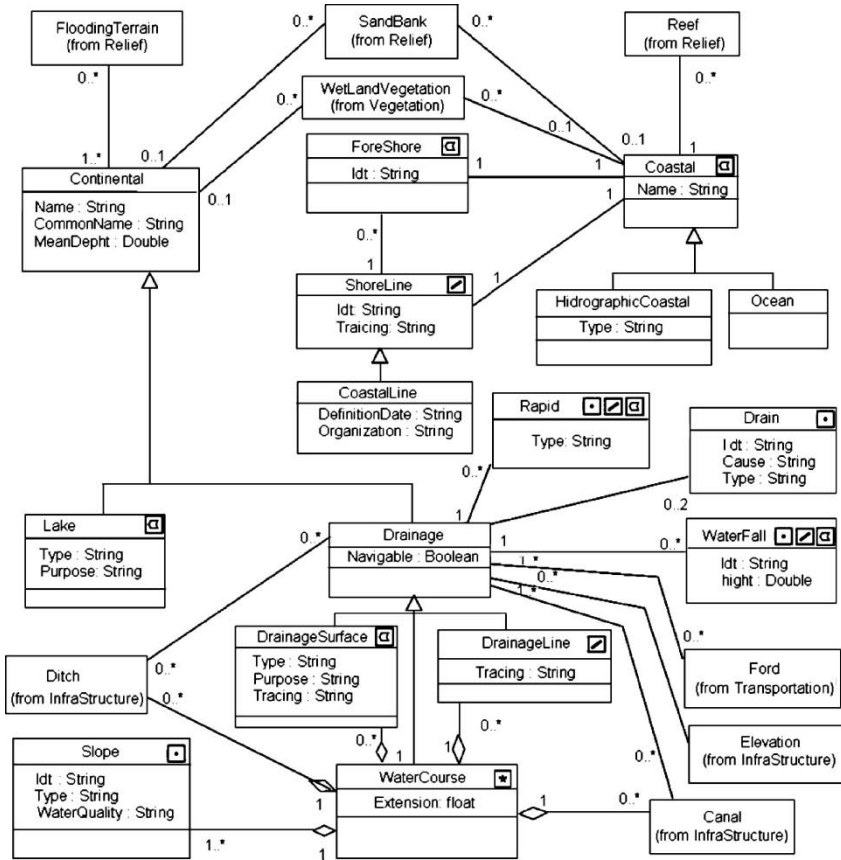 FloodingTerrain
(from Relief)
0..*
SandBank
(from Relief)
0..*
0..*
Reef
(from Relief)
0..*
WetLandVegetation
(from Vegetation)
0..*
0..*
1..*
0..1
0..1
0..1
0..1
1
Continental
Name : String
CommonName : String
MeanDepht : Double
ForeShore
Idt : String
1
1
Coastal
Name : String
0..*
1
1
1
ShoreLine
Idt: String
Traicing: String
HidrographicCoastal
Type : String
Ocean
CoastalLine
DefinitionDate : String
Organization : String
Rapid
Type: String
0..*
Drain
Idt : String
Cause : String
Type : String
0..2
Lake
Type : String
Purpose: String
0..*
1
Drainage
Navigable : Boolean
1
0..*
1..*
0..*
1..*
WaterFall
Idt : String
hight : Double
DrainageSurface
Type : String
Purpose : String
Tracing : String
DrainageLine
Tracing : String
0..*
Ditch
(from InfraStructure)
0..*
0..*
Ford
(from Transportation)
0..*
0..*
1
1
0..*
Elevation
(from InfraStructure)
Slope
Idt : String
Type : String
WaterQuality : String
1..*
1
1
WaterCourse
*
Extension: float
1
0..*
Canal
(from InfraStructure)